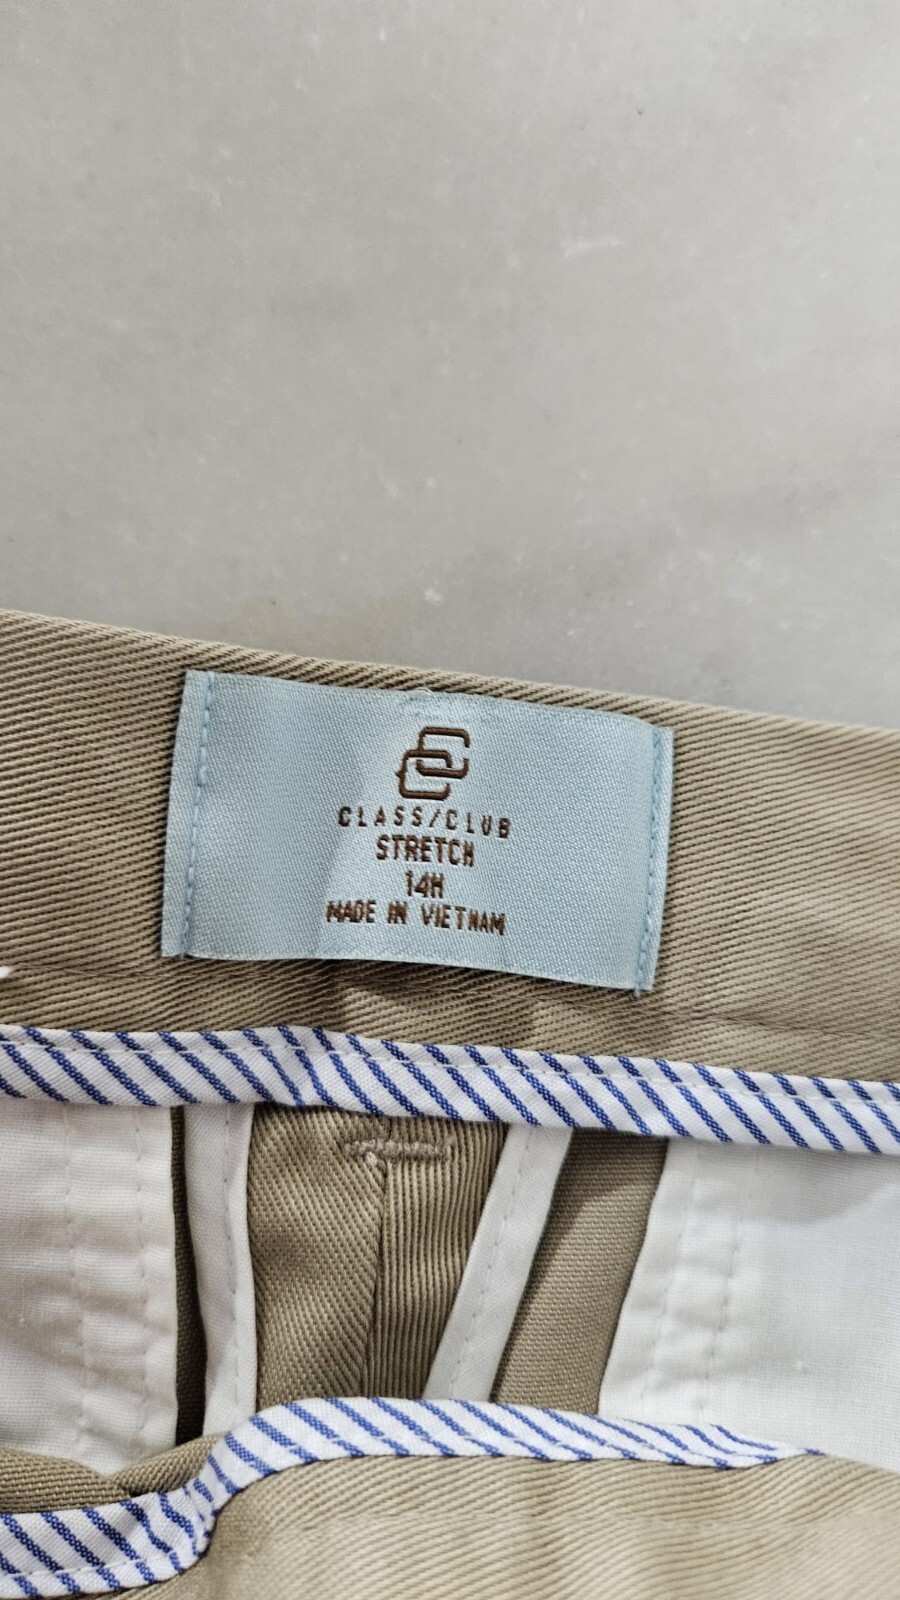 CLASS/CLUB
STRETCH
14H
MADE IN VIETNAM